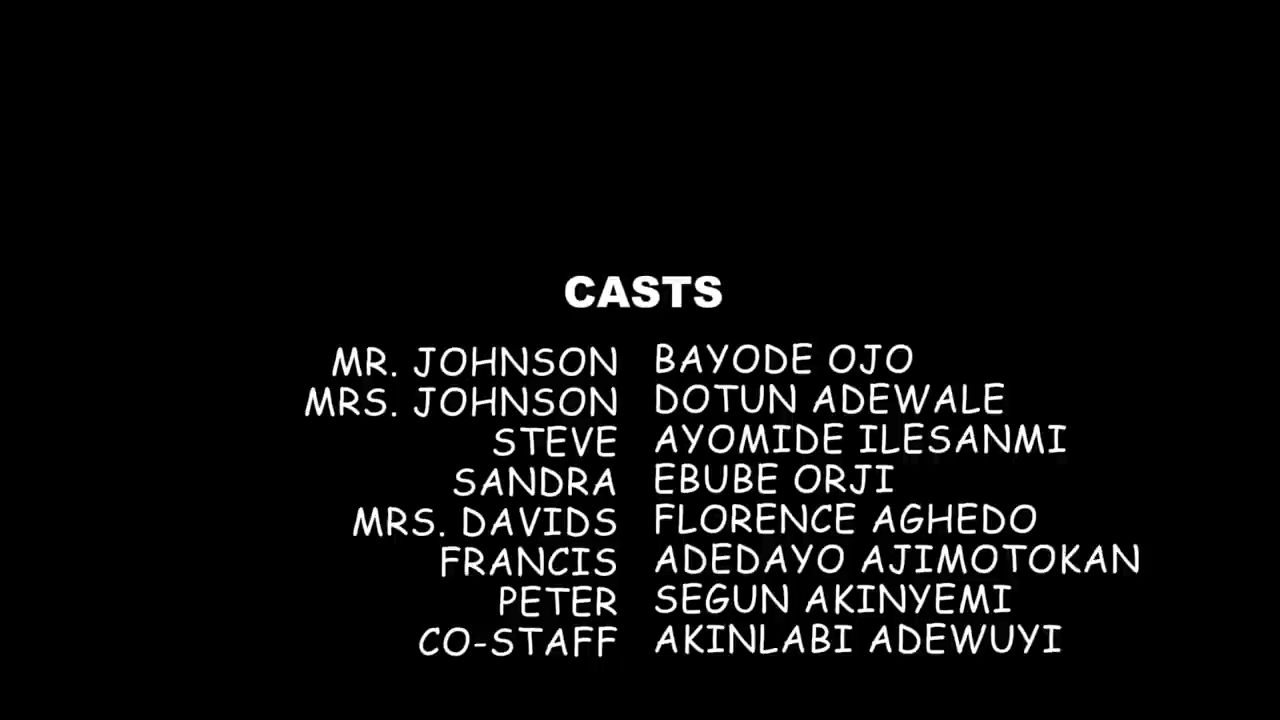 CASTS
MR. JOHNSON BAYODE OJO
MRS. JOHNSON DOTUN ADEWALE
STEVE AYOMIDE ILESANMI
SANDRA EBUBE ORJI
MRS. DAVIDS FLORENCE AGHEDO
FRANCIS ADEDAYO AJIMOTOKAN
PETER SEGUN AKINYEMI
CO-STAFF AKINLABI ADEWUYI